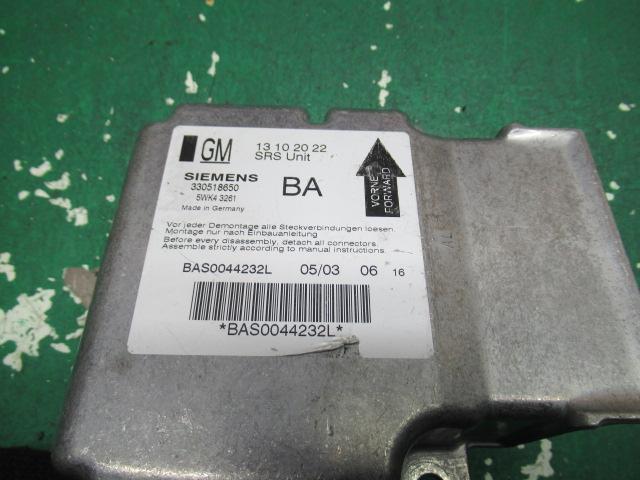 GM
13 10 20 22
SRS Unit
SIEMENS
330518650
5WK4 3261
Made in Germany
BA
VORNE
FORWARD
Vor jeder Demontage alle Steckverbindungen loesen.
Montage nur nach Einbauanleitung
Before every disassembly, detach all connectors.
Assemble strictly according to manual instructions.
BAS0044232L 05/03 06 16
*BAS0044232L*